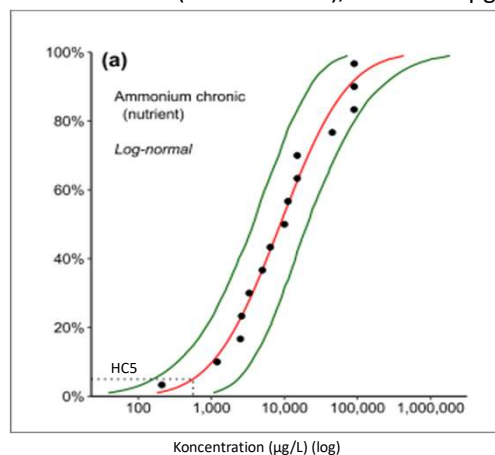 100%
(a)
Ammonium chronic
(nutrient)
Log-normal
80%
60%
40%
20%
HC5
0%
100 1,000 10,000 100,000 1,000,000
Koncentration (µg/L) (log)